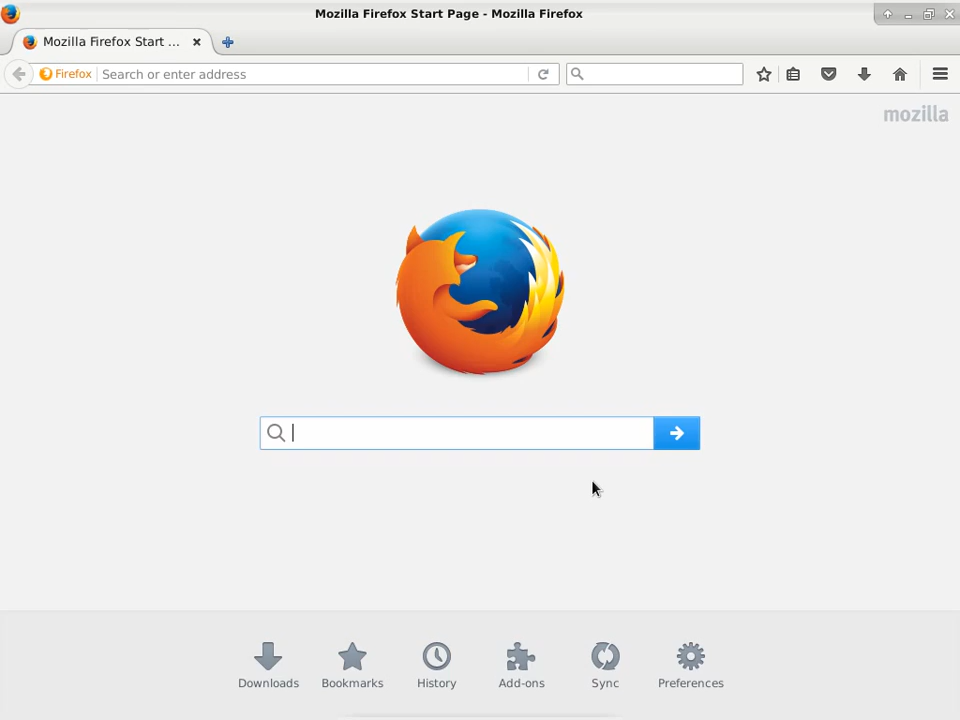 Mozilla Firefox Start Page - Mozilla Firefox
Mozilla Firefox Start ...
Firefox
Search or enter address
mozilla
Downloads
Bookmarks
History
Add-ons
Sync
Preferences